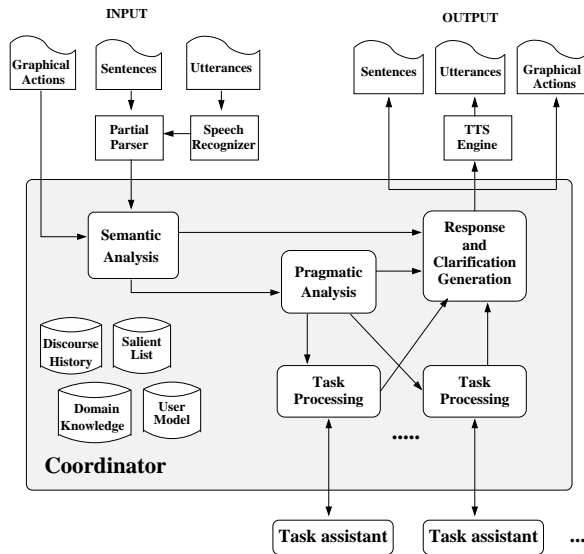 INPUT
OUTPUT
Graphical
Actions
Sentences
Utterances
Sentences
Utterances
Graphical
Actions
Partial
Parser
Speech
Recognizer
TTS
Engine
Semantic
Analysis
Response
and
Clarification
Generation
Pragmatic
Analysis
Discourse
History
Salient
List
Domain
Knowledge
User
Model
Task
Processing
Task
Processing
.....
Coordinator
Task assistant
Task assistant
...